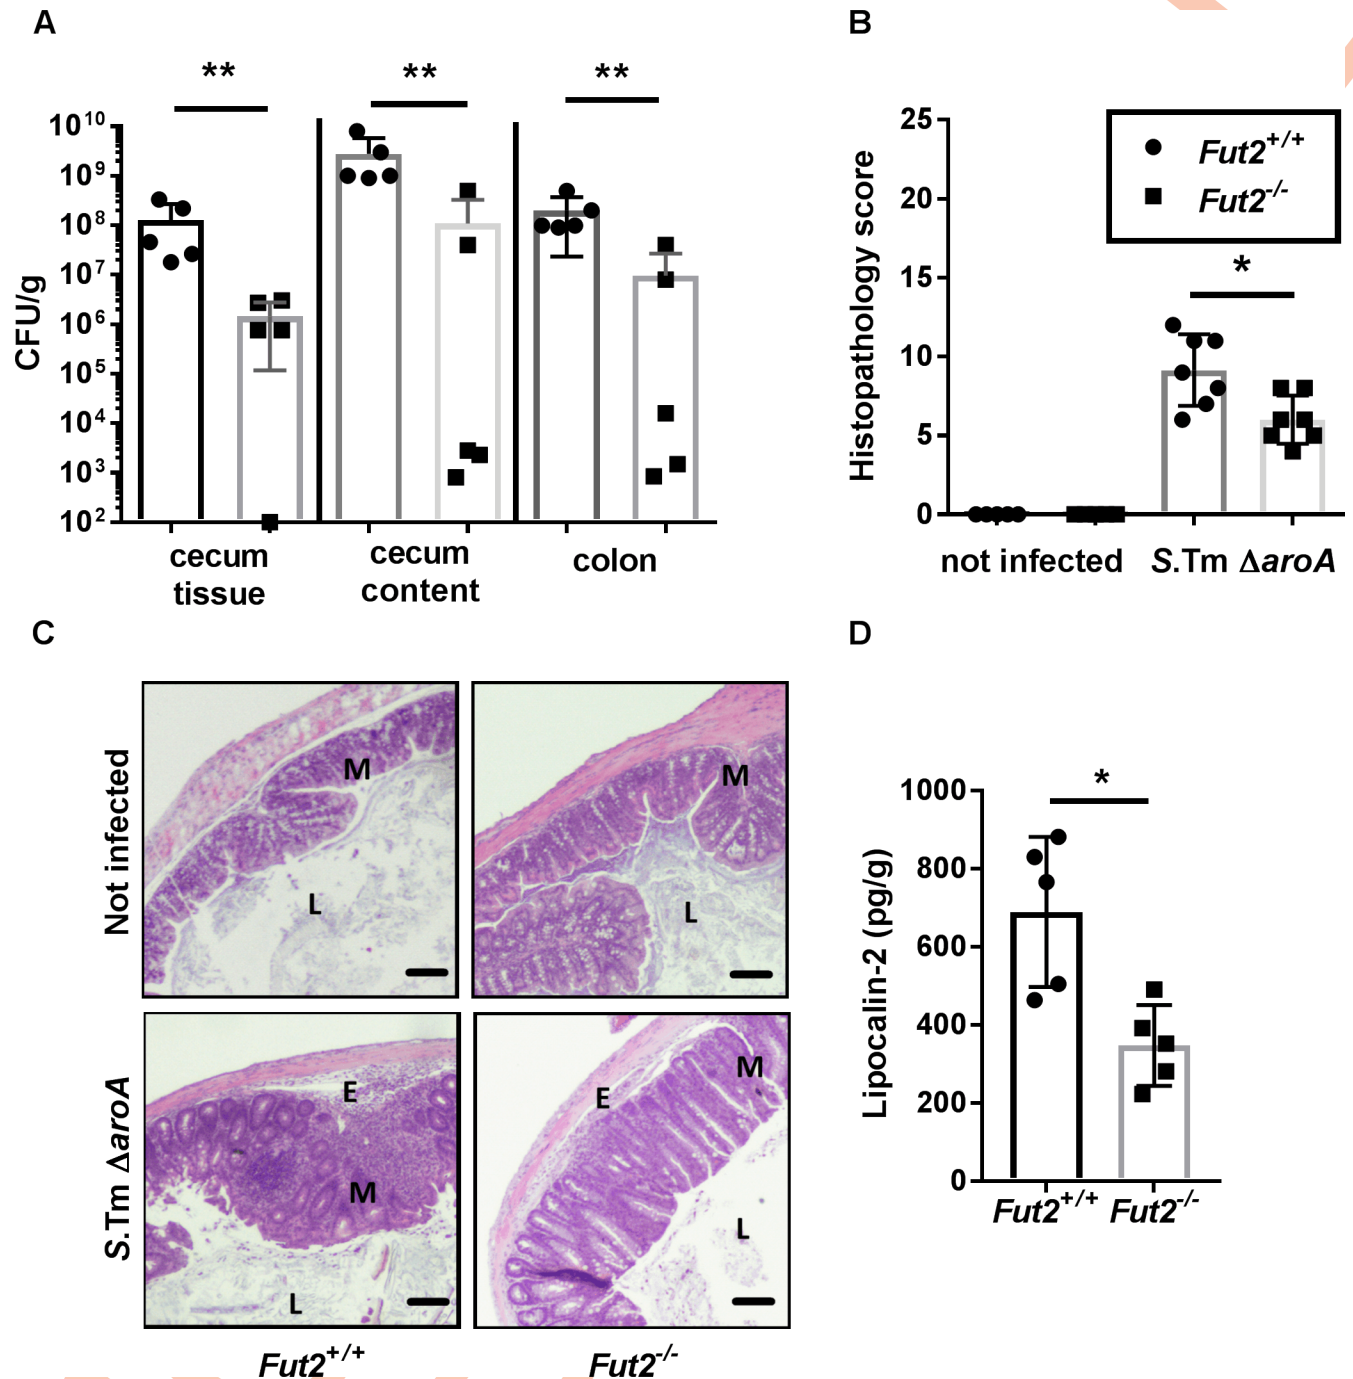 A
**
**
**
10^10
10^9
10^8
10^7
10^6
10^5
10^4
10^3
10^2
CFU/g
cecum
tissue
cecum
content
colon
B
25
20
15
10
5
0
Histopathology score
Fut2+/+
Fut2-/-
*
not infected
S.Tm ΔaroA
C
Not infected
M
L
M
L
S.Tm ΔaroA
E
M
L
E
M
L
Fut2+/+
Fut2-/-
D
*
1000
800
600
400
200
0
Lipocalin-2 (pg/g)
Fut2+/+
Fut2-/-